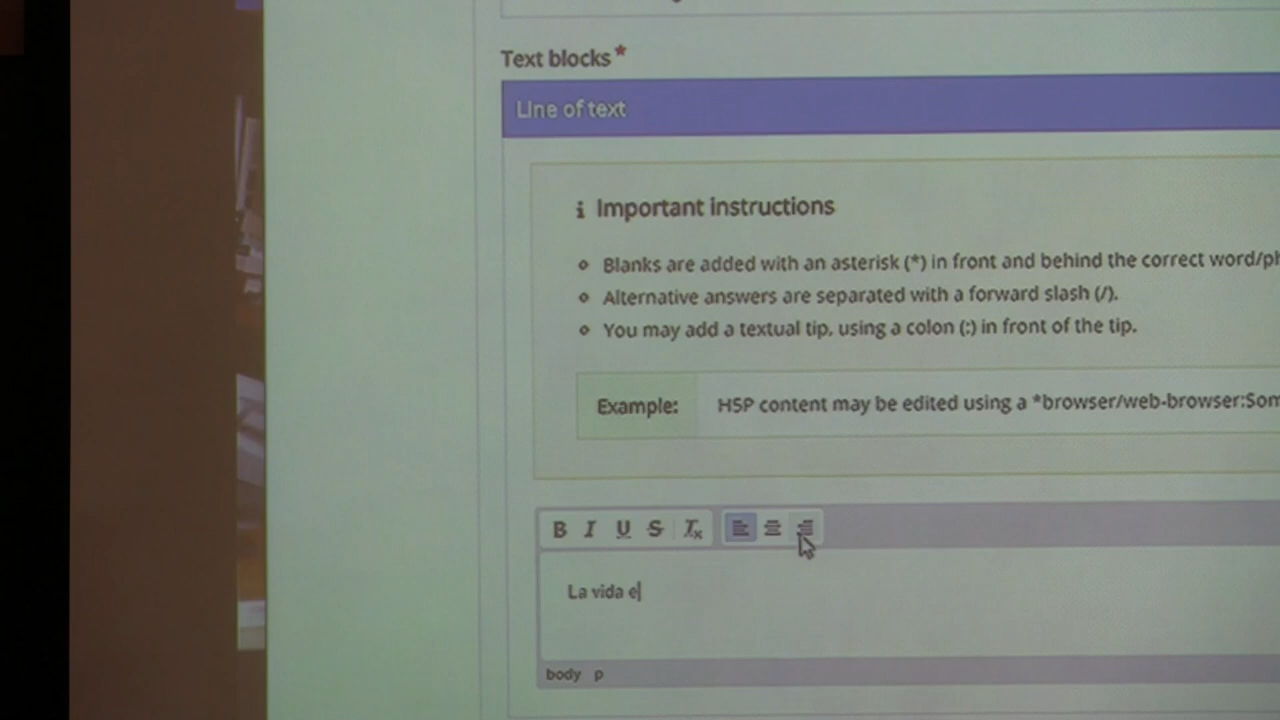 Text blocks *
Line of text
i Important instructions
Blanks are added with an asterisk (*) in front and behind the correct word/ph
Alternative answers are separated with a forward slash (/).
You may add a textual tip, using a colon (:) in front of the tip.
Example: H5P content may be edited using a *browser/web-browser:Som
B I U S Tx
La vida e
body p